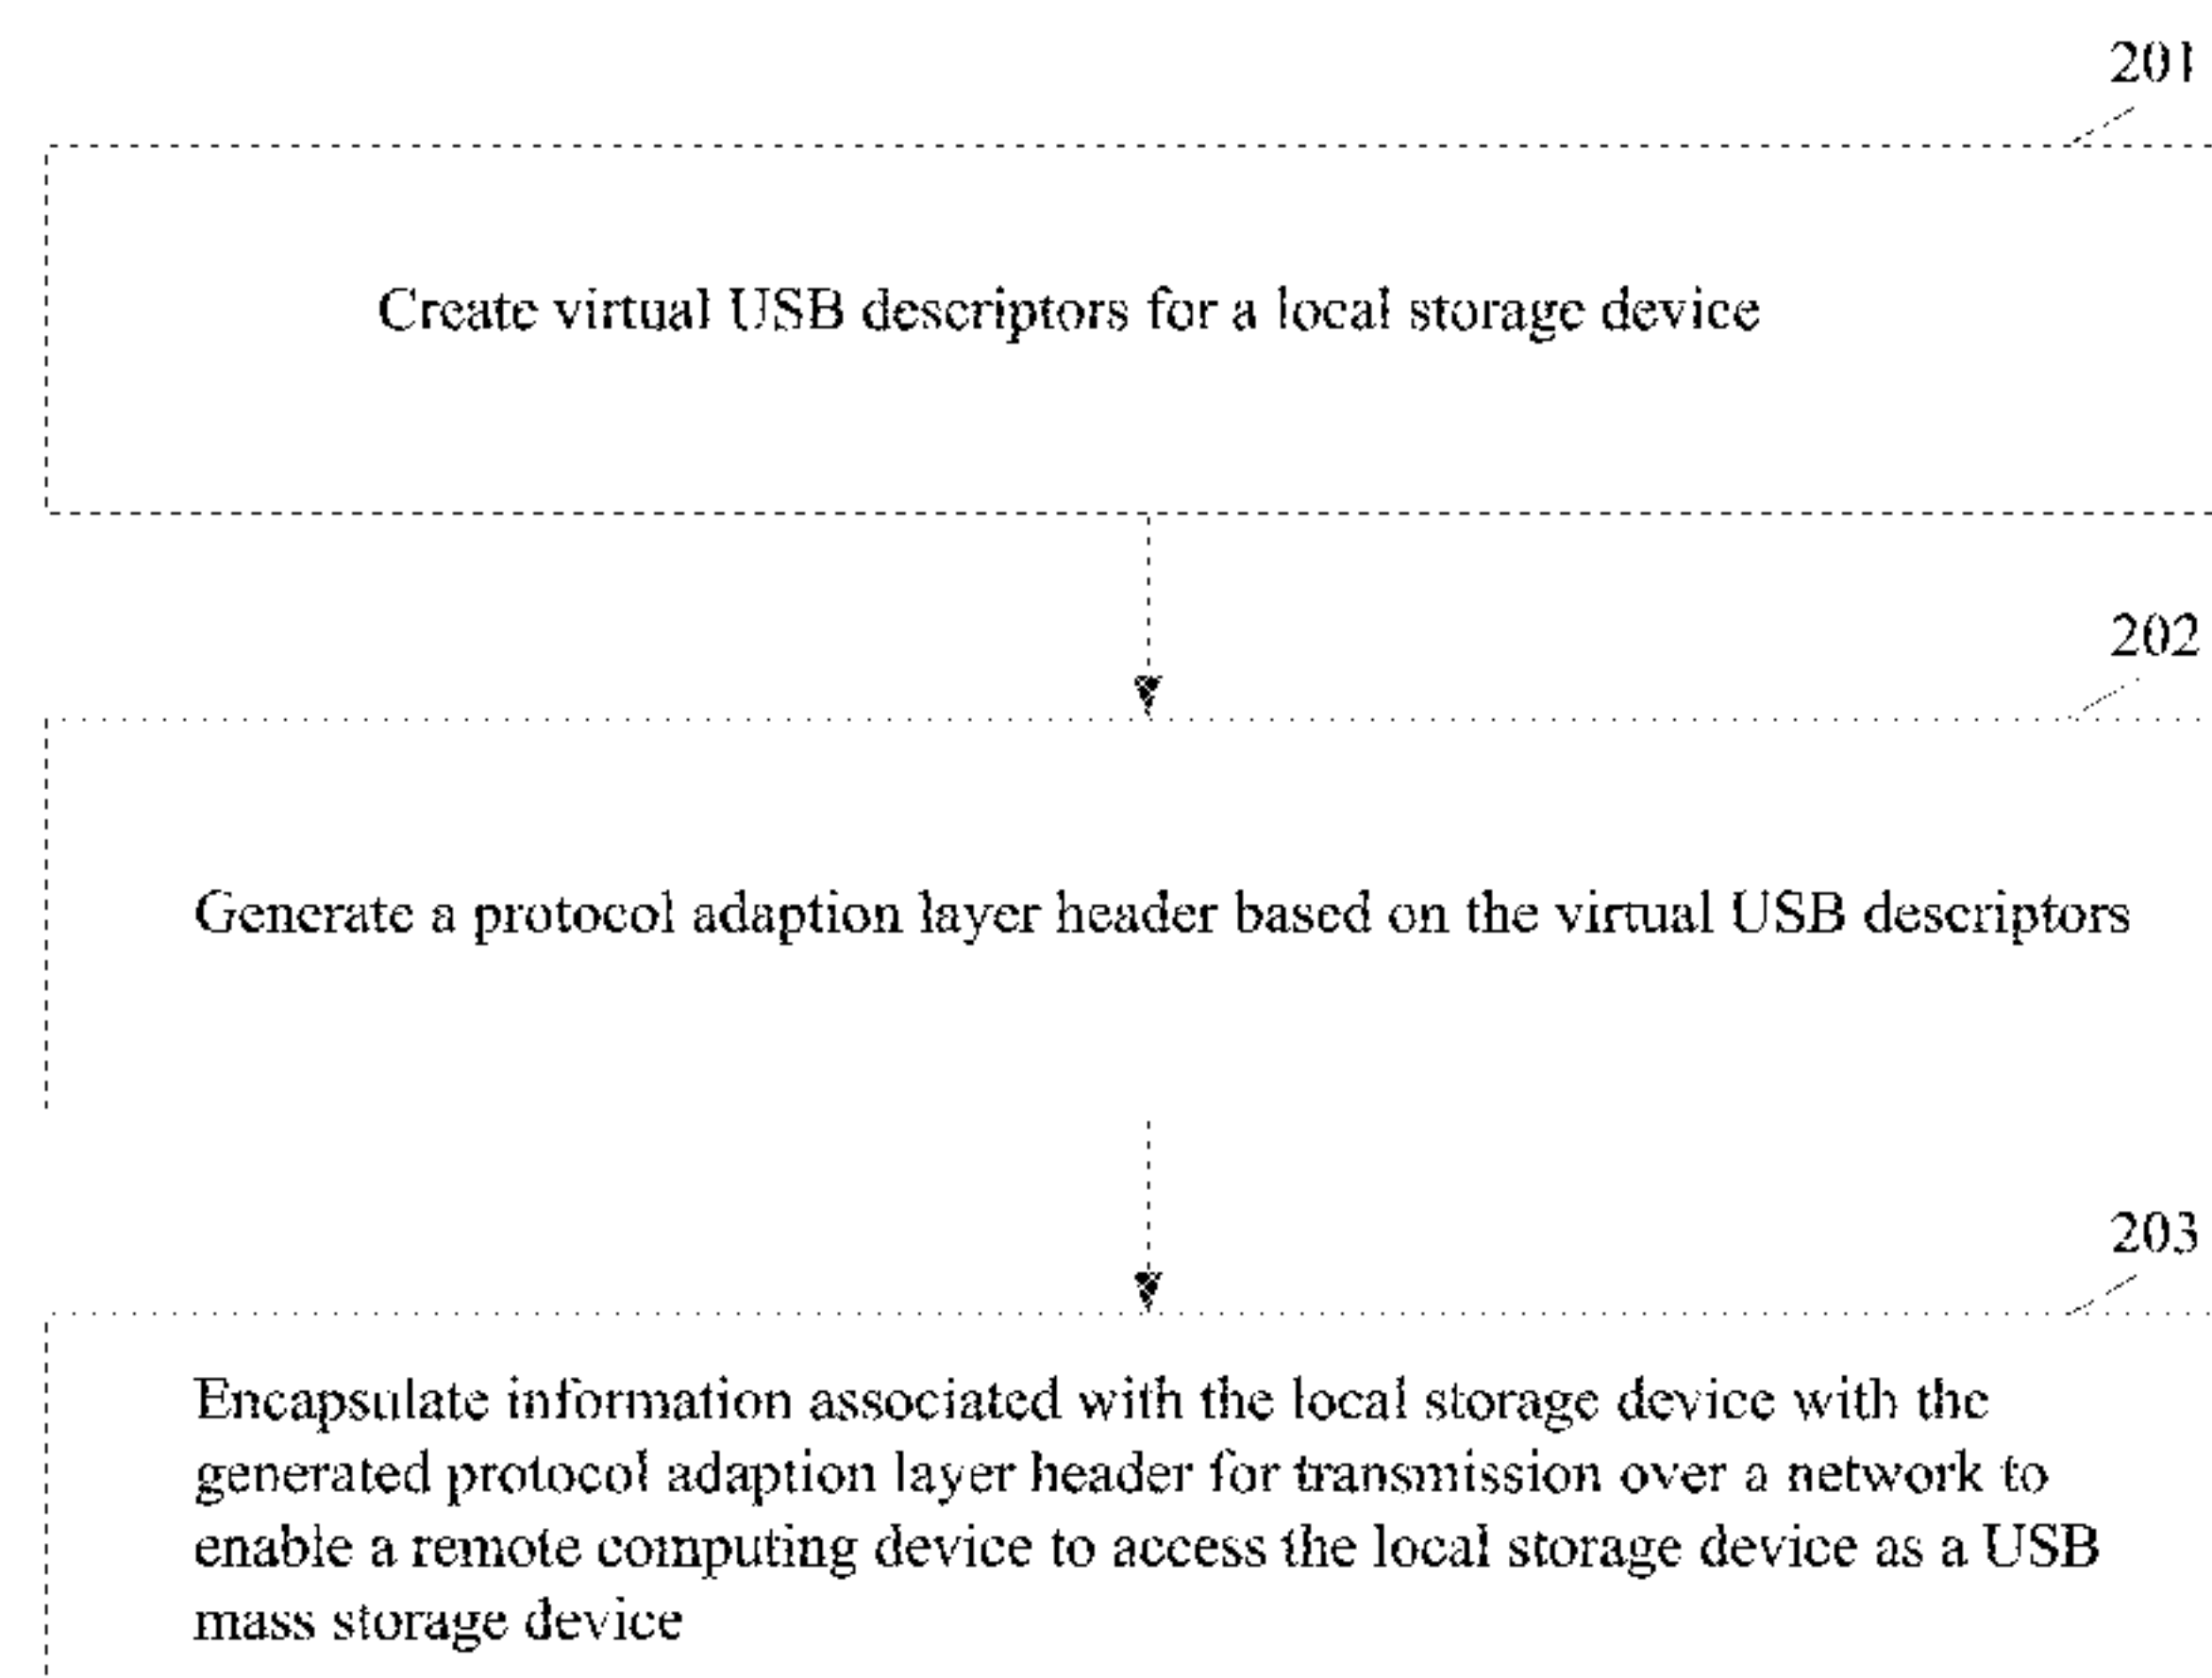 201
Create virtual USB descriptors for a local storage device
202
Generate a protocol adaption layer header based on the virtual USB descriptors
203
Encapsulate information associated with the local storage device with the
generated protocol adaption layer header for transmission over a network to
enable a remote computing device to access the local storage device as a USB
mass storage device